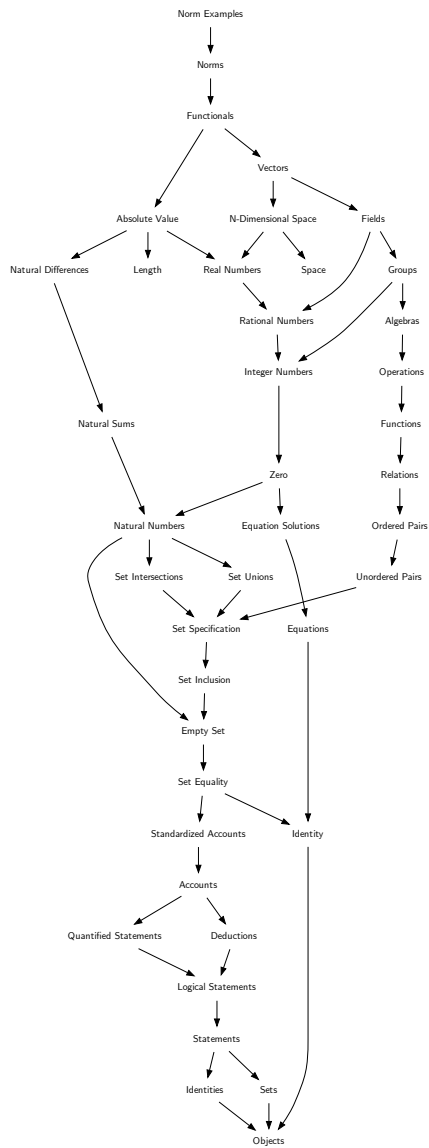 Norm Examples
Norms
Functionals
Vectors
Absolute Value
N-Dimensional Space
Fields
Natural Differences
Length
Real Numbers
Space
Groups
Rational Numbers
Algebras
Integer Numbers
Operations
Natural Sums
Functions
Zero
Relations
Natural Numbers
Equation Solutions
Ordered Pairs
Set Intersections
Set Unions
Unordered Pairs
Set Specification
Equations
Set Inclusion
Empty Set
Set Equality
Standardized Accounts
Identity
Accounts
Quantified Statements
Deductions
Logical Statements
Statements
Identities
Sets
Objects